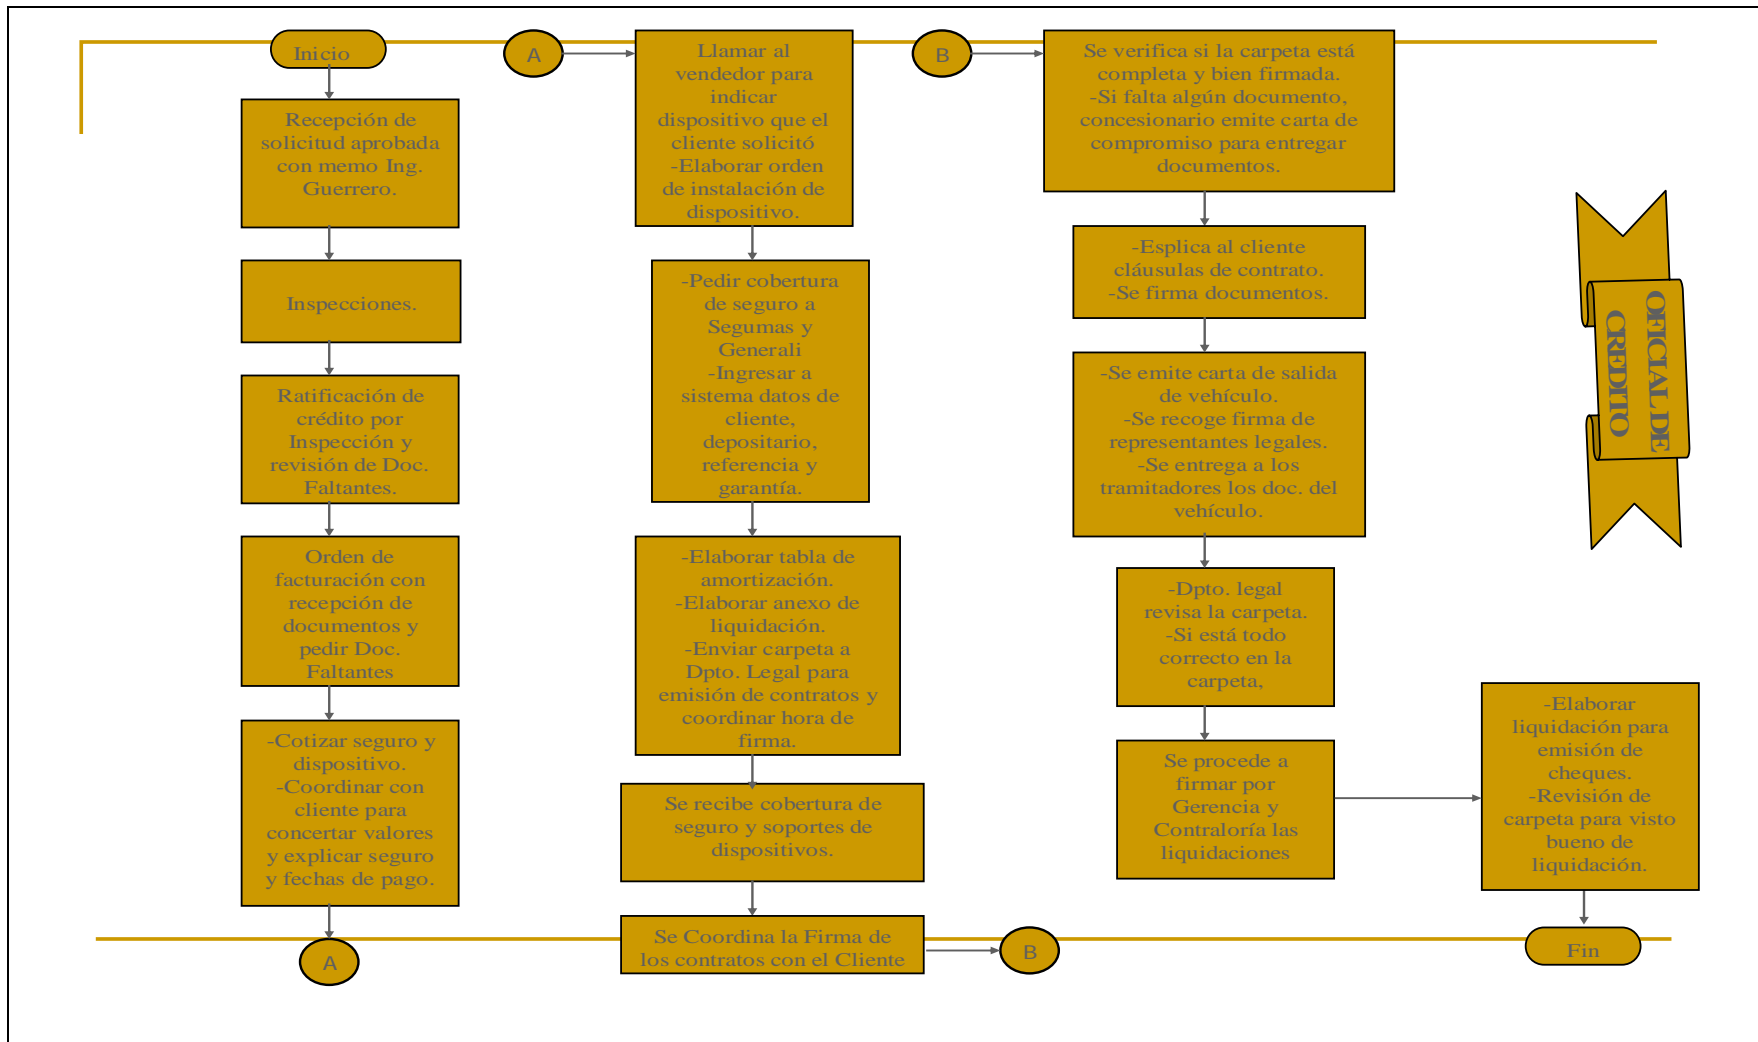 Inicio
Recepción de
solicitud aprobada
con memo Ing.
Guerrero.
Inspecciones.
Ratificación de
crédito por
Inspección y
revisión de Doc.
Faltantes.
Orden de
facturación con
recepción de
documentos y
pedir Doc.
Faltantes
-Cotizar seguro y
dispositivo.
-Coordinar con
cliente para
concertar valores
y explicar seguro
y fechas de pago.
A
A
Llamar al
vendedor para
indicar
dispositivo que el
cliente solicitó
-Elaborar orden
de instalación de
dispositivo.
-Pedir cobertura
de seguro a
Segumas y
Generali
-Ingresar a
sistema datos de
cliente,
depositario,
referencia y
garantía.
-Elaborar tabla de
amortización.
-Elaborar anexo de
liquidación.
-Enviar carpeta a
Dpto. Legal para
emisión de contratos y
coordinar hora de
firma.
Se recibe cobertura de
seguro y soportes de
dispositivos.
Se Coordina la Firma de
los contratos con el Cliente
B
B
Se verifica si la carpeta está
completa y bien firmada.
-Si falta algún documento,
concesionario emite carta de
compromiso para entregar
documentos.
-Esplica al cliente
cláusulas de contrato.
-Se firma documentos.
-Se emite carta de salida
de vehículo.
-Se recoge firma de
representantes legales.
-Se entrega a los
tramitadores los doc. del
vehículo.
-Dpto. legal
revisa la carpeta.
-Si está todo
correcto en la
carpeta,
Se procede a
firmar por
Gerencia y
Contraloría las
liquidaciones
-Elaborar
liquidación para
emisión de
cheques.
-Revisión de
carpeta para visto
bueno de
liquidación.
Fin
OFICIAL DE
CREDITO